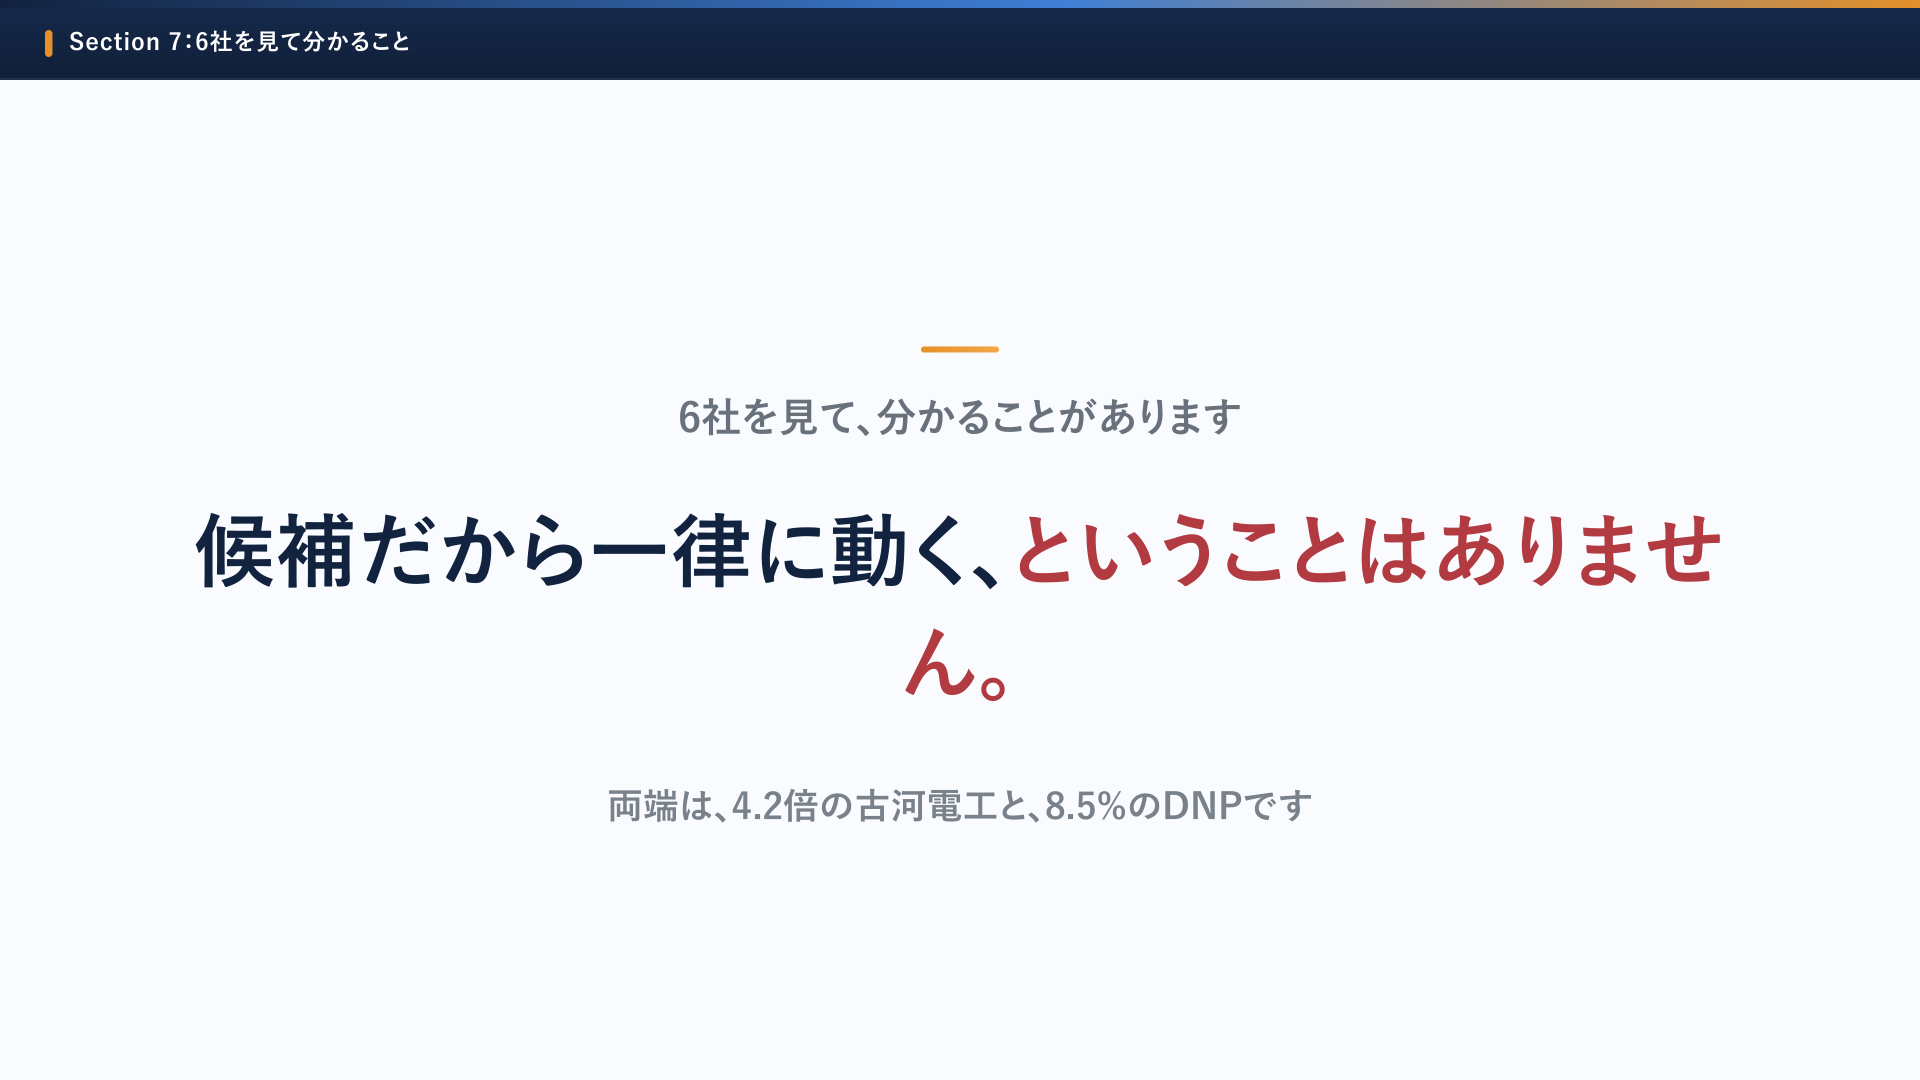 Section 7：6社を見て分かること
6社を見て、分かることがあります
候補だから一律に動く、ということはありませ
ん。
両端は、4.2倍の古河電工と、8.5%のDNPです